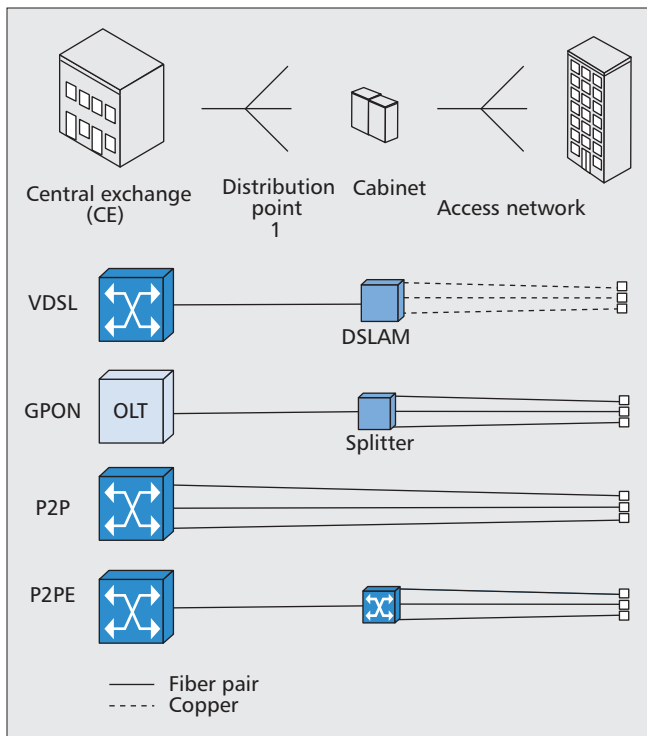 Central exchange
(CE)
Distribution
point
1
Cabinet
Access network
VDSL
DSLAM
GPON
OLT
Splitter
P2P
P2PE
Fiber pair
Copper